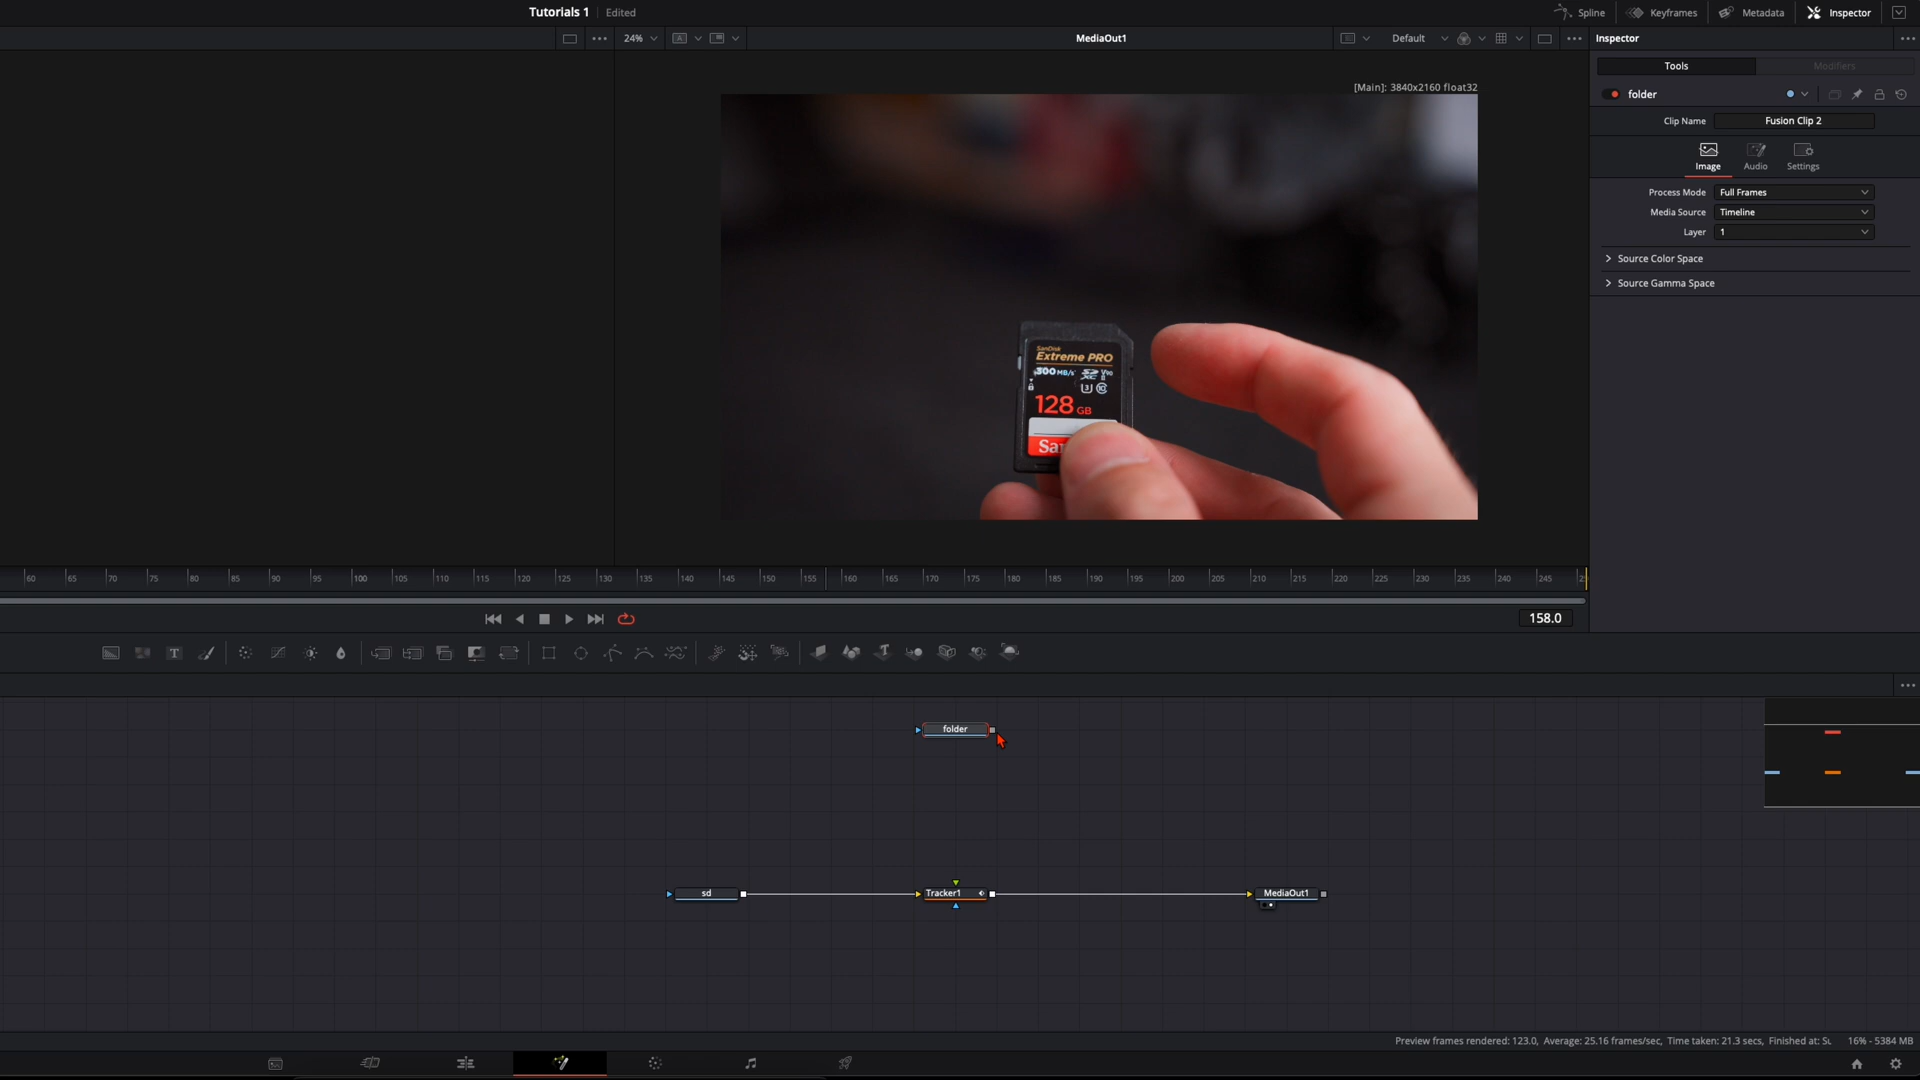 Tutorials 1 Edited
Spline Keyframes Metadata Inspector
24% MediaOut1 Default Inspector
[Main]: 3840x2160 float32
Tools Modifiers
folder
Clip Name Fusion Clip 2
Image Audio Settings
Process Mode Full Frames
Media Source Timeline
Layer 1
Source Color Space
Source Gamma Space
SanDisk
Extreme PRO
300 MB/s
128 GB
San
60 65 70 75 80 85 90 95 100 105 110 115 120 125 130 135 140 145 150 155 160 165 170 175 180 185 190 195 200 205 210 215 220 225 230 235 240 245
158.0
folder
sd Tracker1 MediaOut1
Preview frames rendered: 123.0, Average: 25.16 frames/sec, Time taken: 21.3 secs, Finished at: 16% - 5384 MB